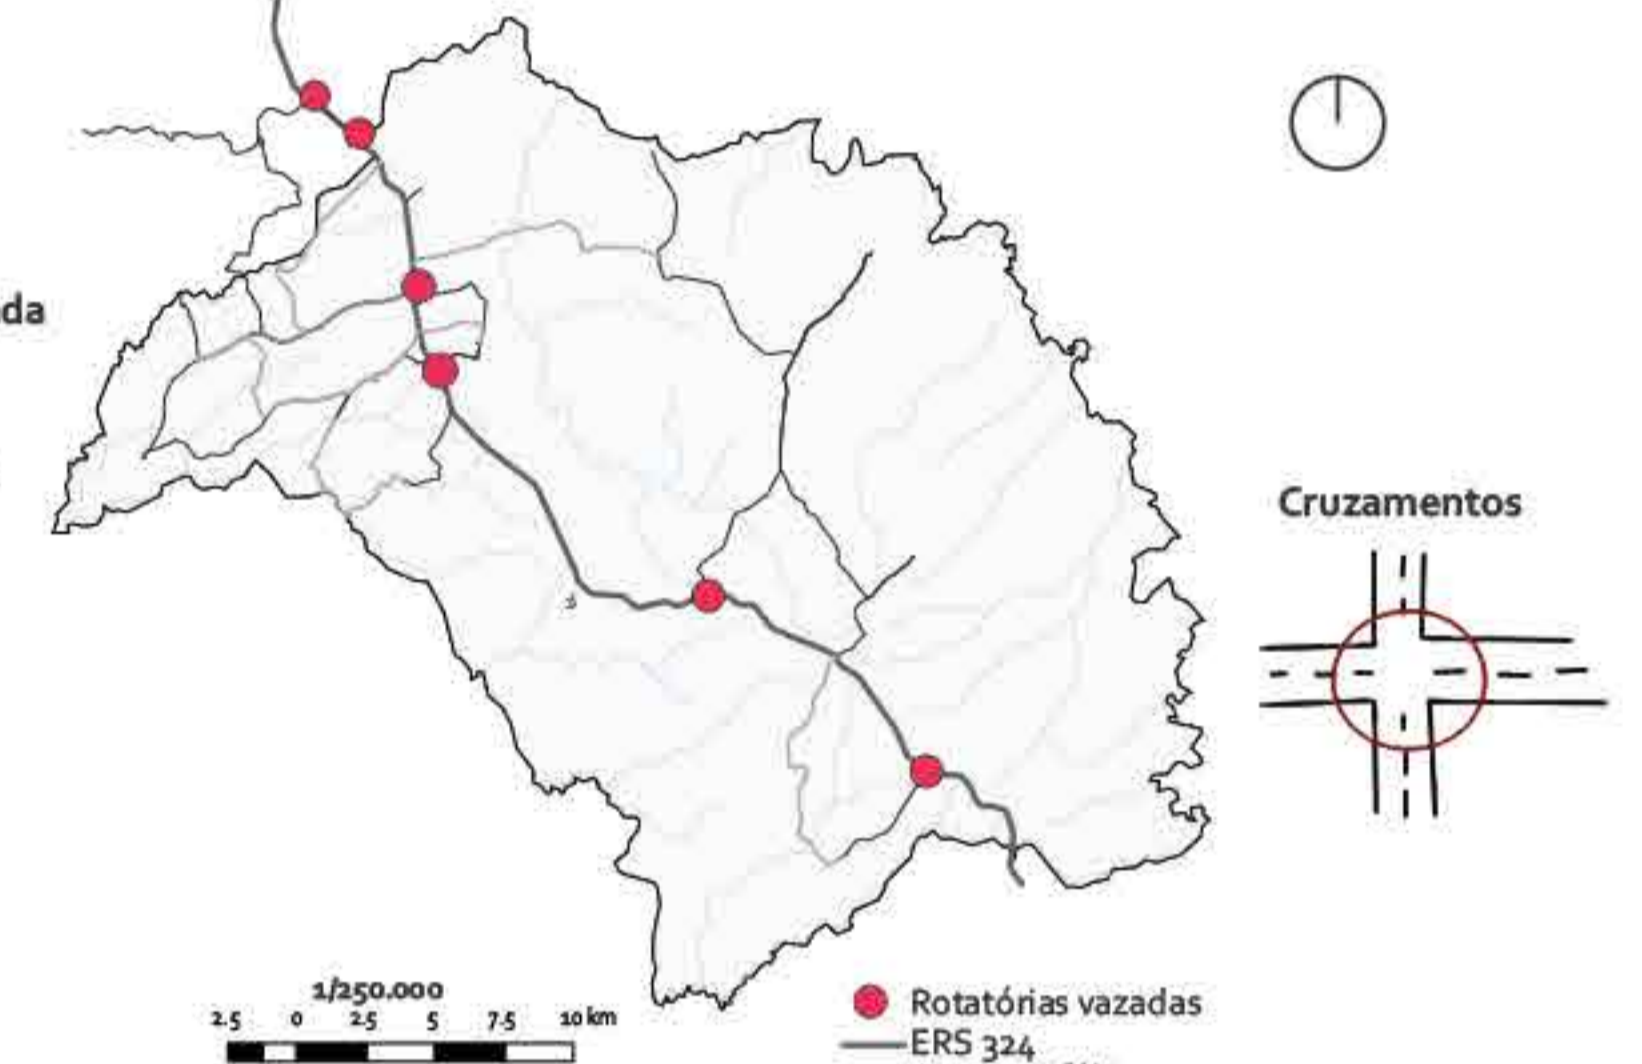 da
Cruzamentos
1/250.000
2.5 0 2.5 5 7.5 10 km
Rotatórias vazadas
ERS 324